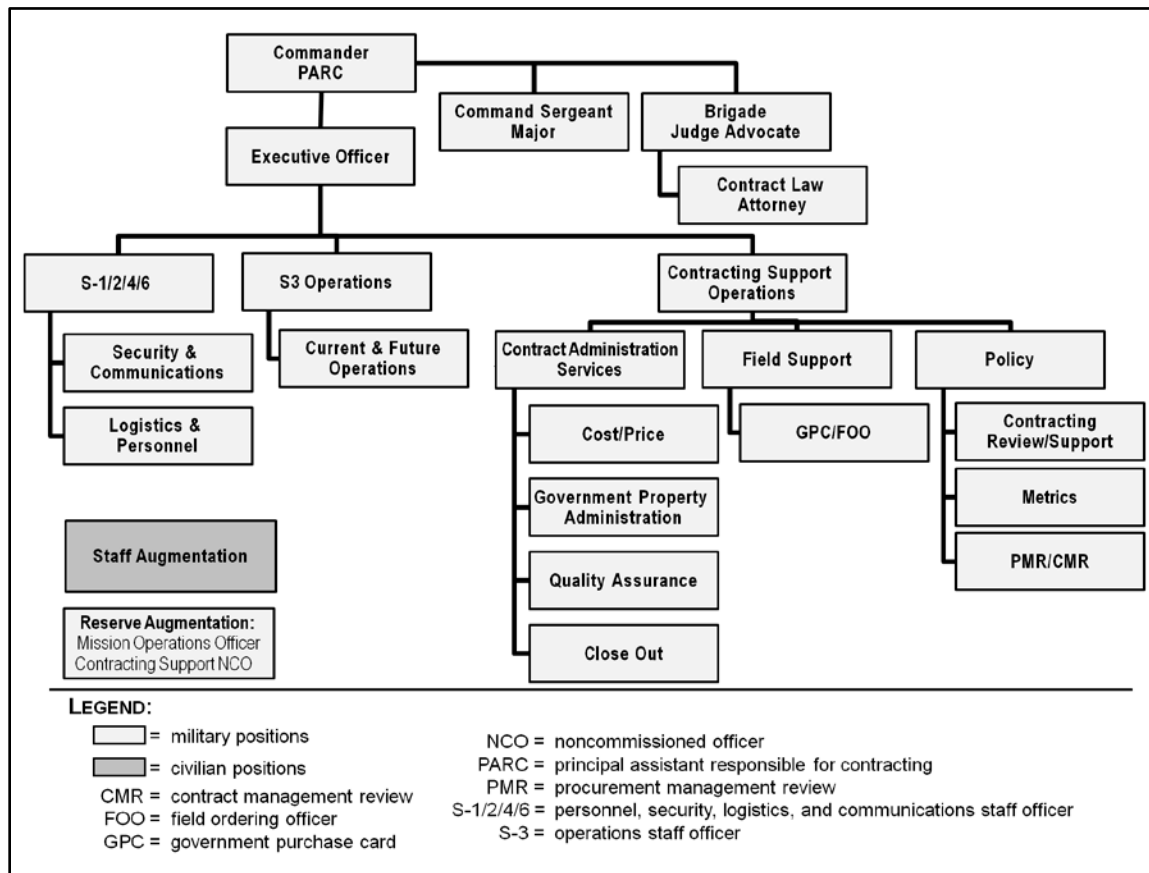 Commander
PARC
Command Sergeant
Major
Brigade
Judge Advocate
Executive Officer
Contract Law
Attorney
S-1/2/4/6
S3 Operations
Contracting Support
Operations
Security &
Communications
Current & Future
Operations
Contract Administration
Services
Field Support
Policy
Logistics &
Personnel
Cost/Price
GPC/FOO
Contracting
Review/Support
Government Property
Administration
Metrics
Staff Augmentation
Quality Assurance
PMR/CMR
Reserve Augmentation:
Mission Operations Officer
Contracting Support NCO
Close Out
LEGEND:
= military positions
= civilian positions
CMR = contract management review
FOO = field ordering officer
GPC = government purchase card
NCO = noncommissioned officer
PARC = principal assistant responsible for contracting
PMR = procurement management review
S-1/2/4/6 = personnel, security, logistics, and communications staff officer
S-3 = operations staff officer